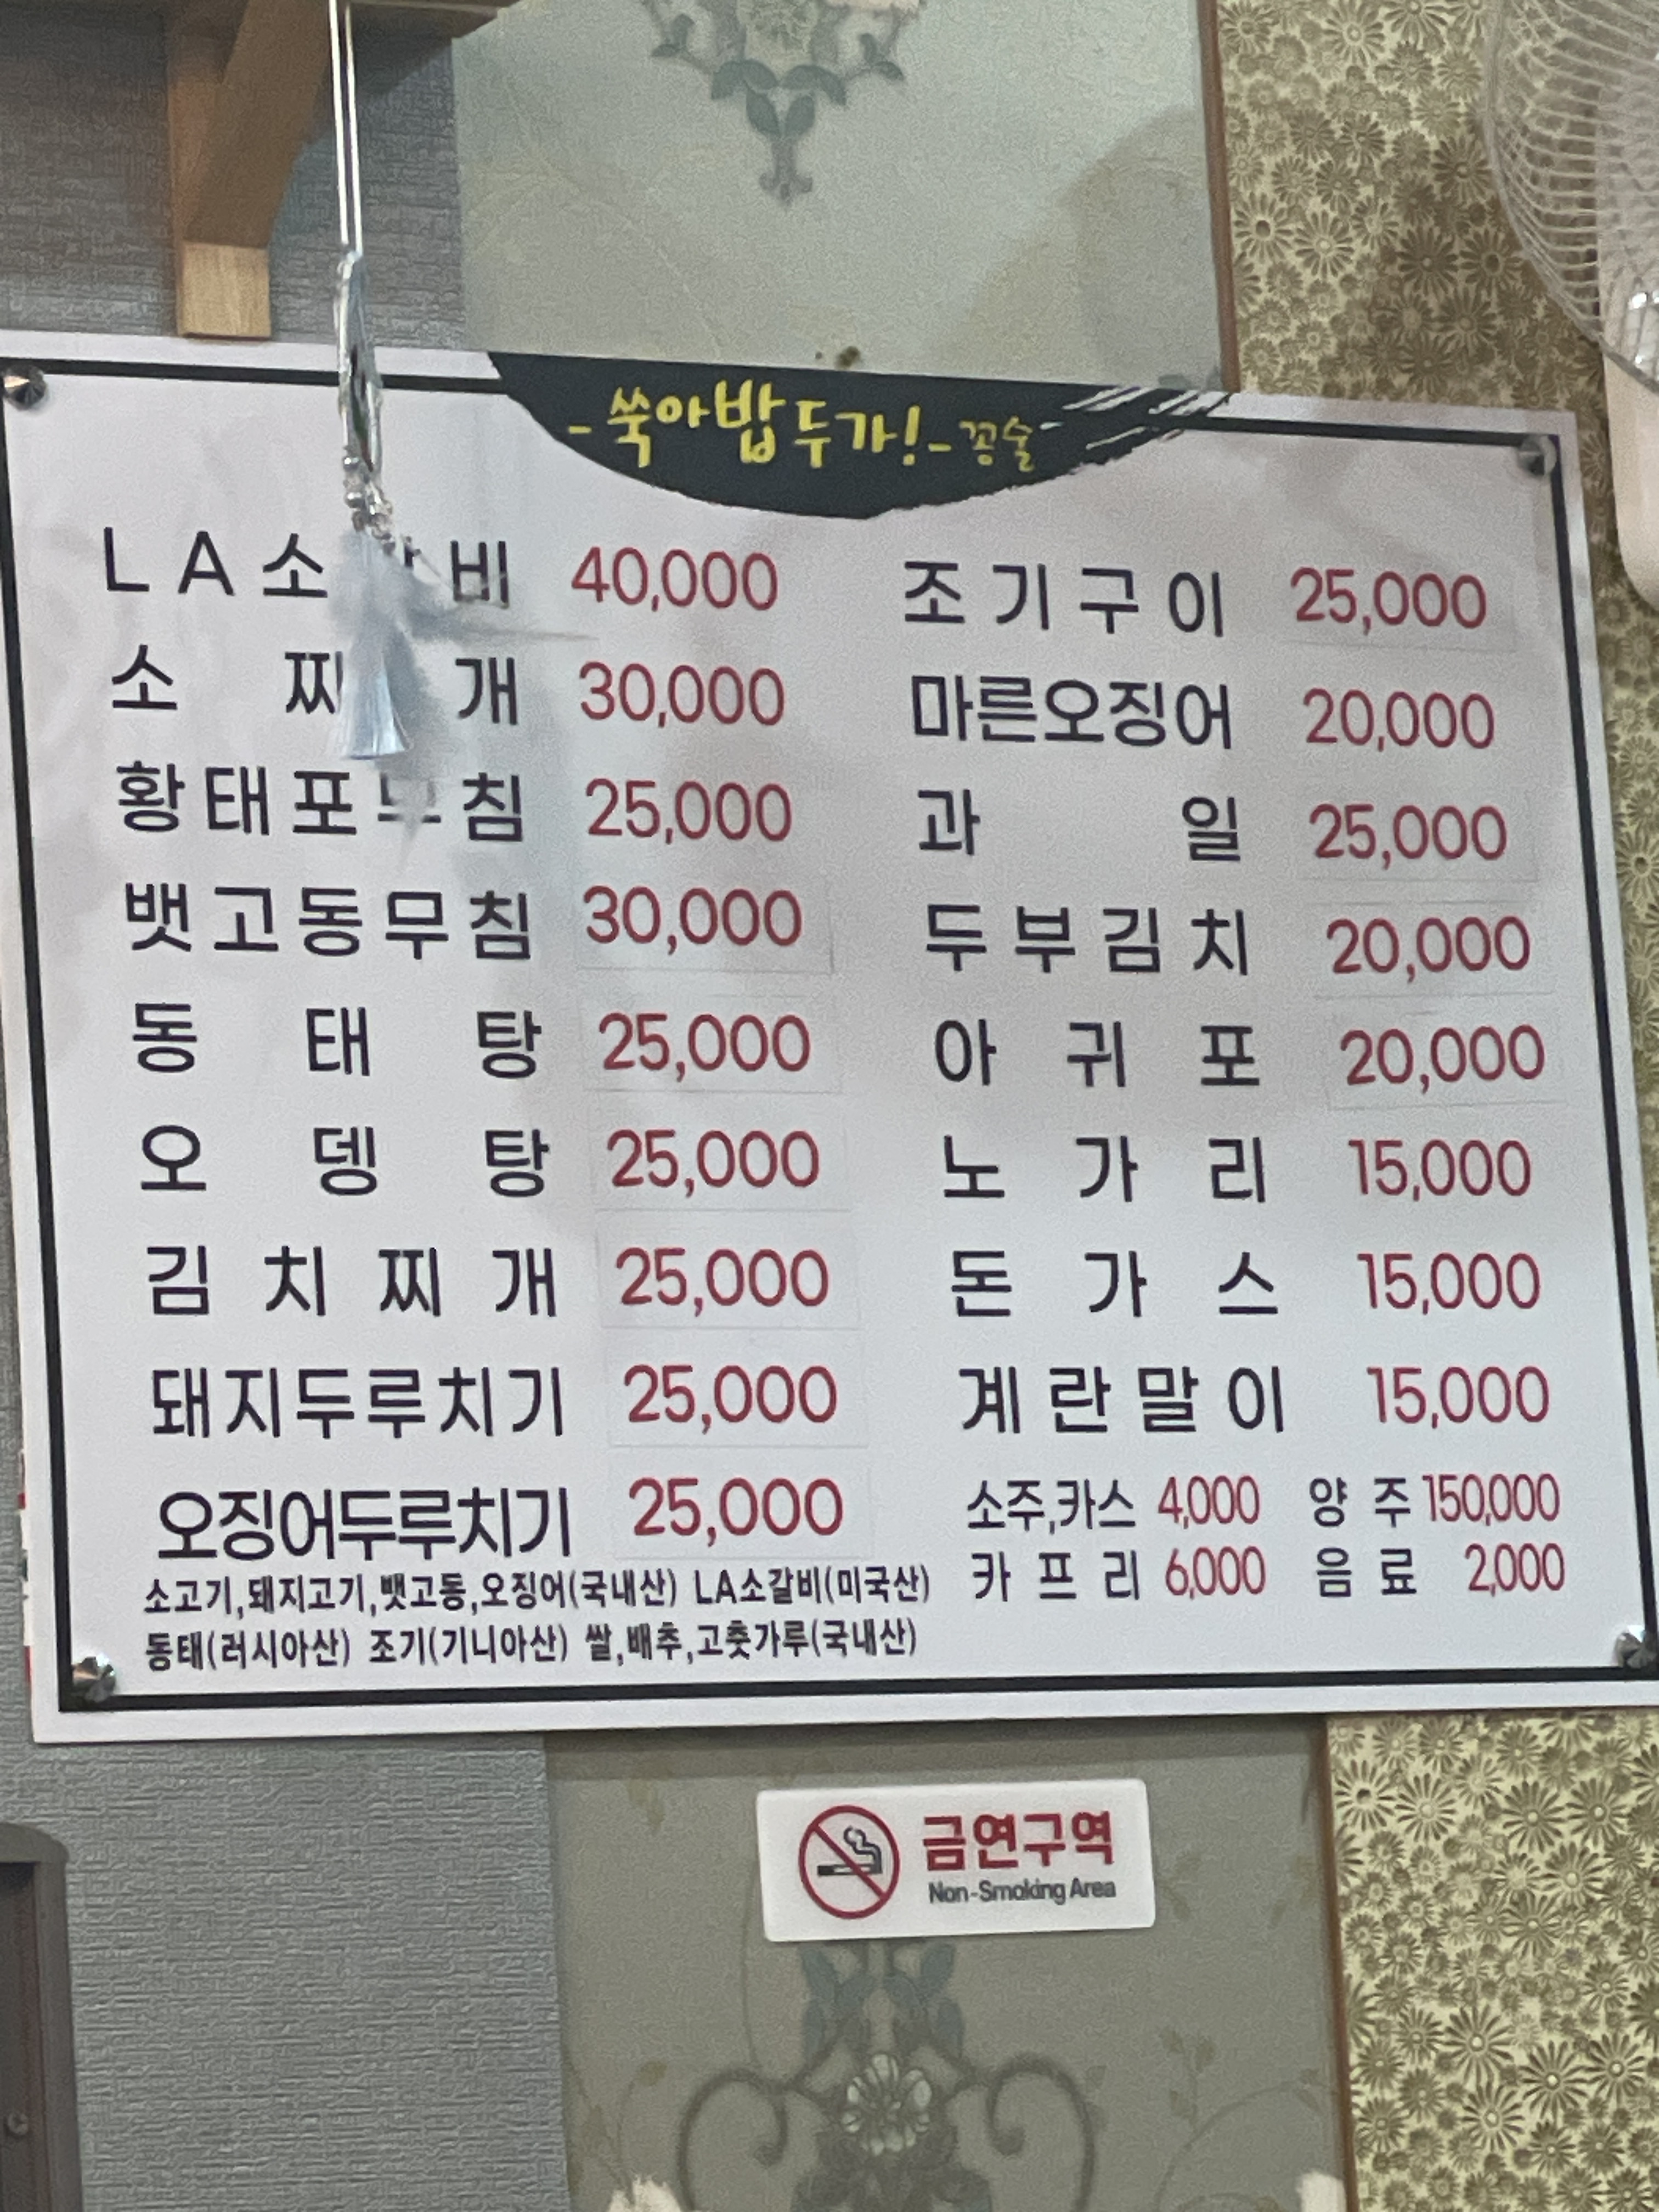 -쑥아밥두가!-꽁술-
LA소갈비 40,000
소찌개 30,000
황태포무침 25,000
뱃고동무침 30,000
동태탕 25,000
오뎅탕 25,000
김치찌개 25,000
돼지두루치기 25,000
오징어두루치기 25,000
소고기,돼지고기,뱃고동,오징어(국내산) LA소갈비(미국산)
동태(러시아산) 조기(기니아산) 쌀,배추,고춧가루(국내산)
조기구이 25,000
마른오징어 20,000
과일 25,000
두부김치 20,000
아귀포 20,000
노가리 15,000
돈가스 15,000
계란말이 15,000
소주,카스 4,000 양주 150,000
카프리 6,000 음료 2,000
금연구역
Non-Smoking Area